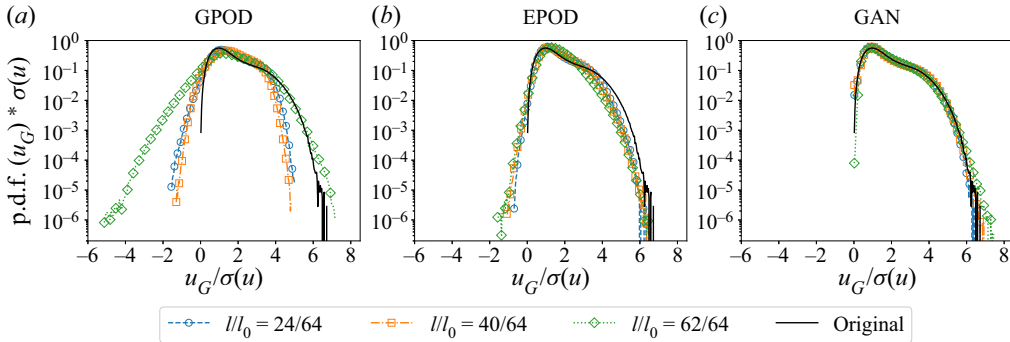 (a) GPOD (b) EPOD (c) GAN
p.d.f. (u_G) * σ(u)
10^0 10^0 10^0
10^−1 10^−1 10^−1
10^−2 10^−2 10^−2
10^−3 10^−3 10^−3
10^−4 10^−4 10^−4
10^−5 10^−5 10^−5
10^−6 10^−6 10^−6
−6 −4 −2 0 2 4 6 8 −6 −4 −2 0 2 4 6 8 −6 −4 −2 0 2 4 6 8
u_G/σ(u) u_G/σ(u) u_G/σ(u)
l/l_0 = 24/64 l/l_0 = 40/64 l/l_0 = 62/64 Original